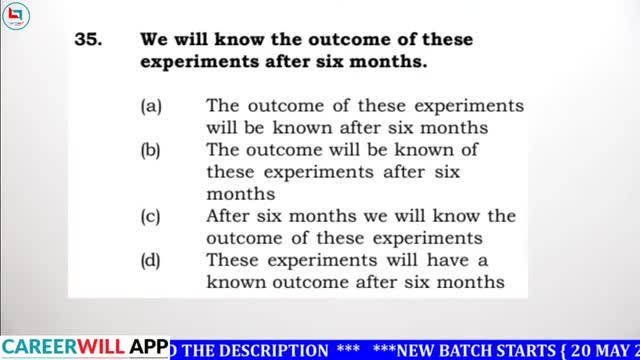 35. We will know the outcome of these
experiments after six months.
(a) The outcome of these experiments
will be known after six months
(b) The outcome will be known of
these experiments after six
months
(c) After six months we will know the
outcome of these experiments
(d) These experiments will have a
known outcome after six months
CAREERWILL APP
THE DESCRIPTION *** ***NEW BATCH STARTS { 20 MAY